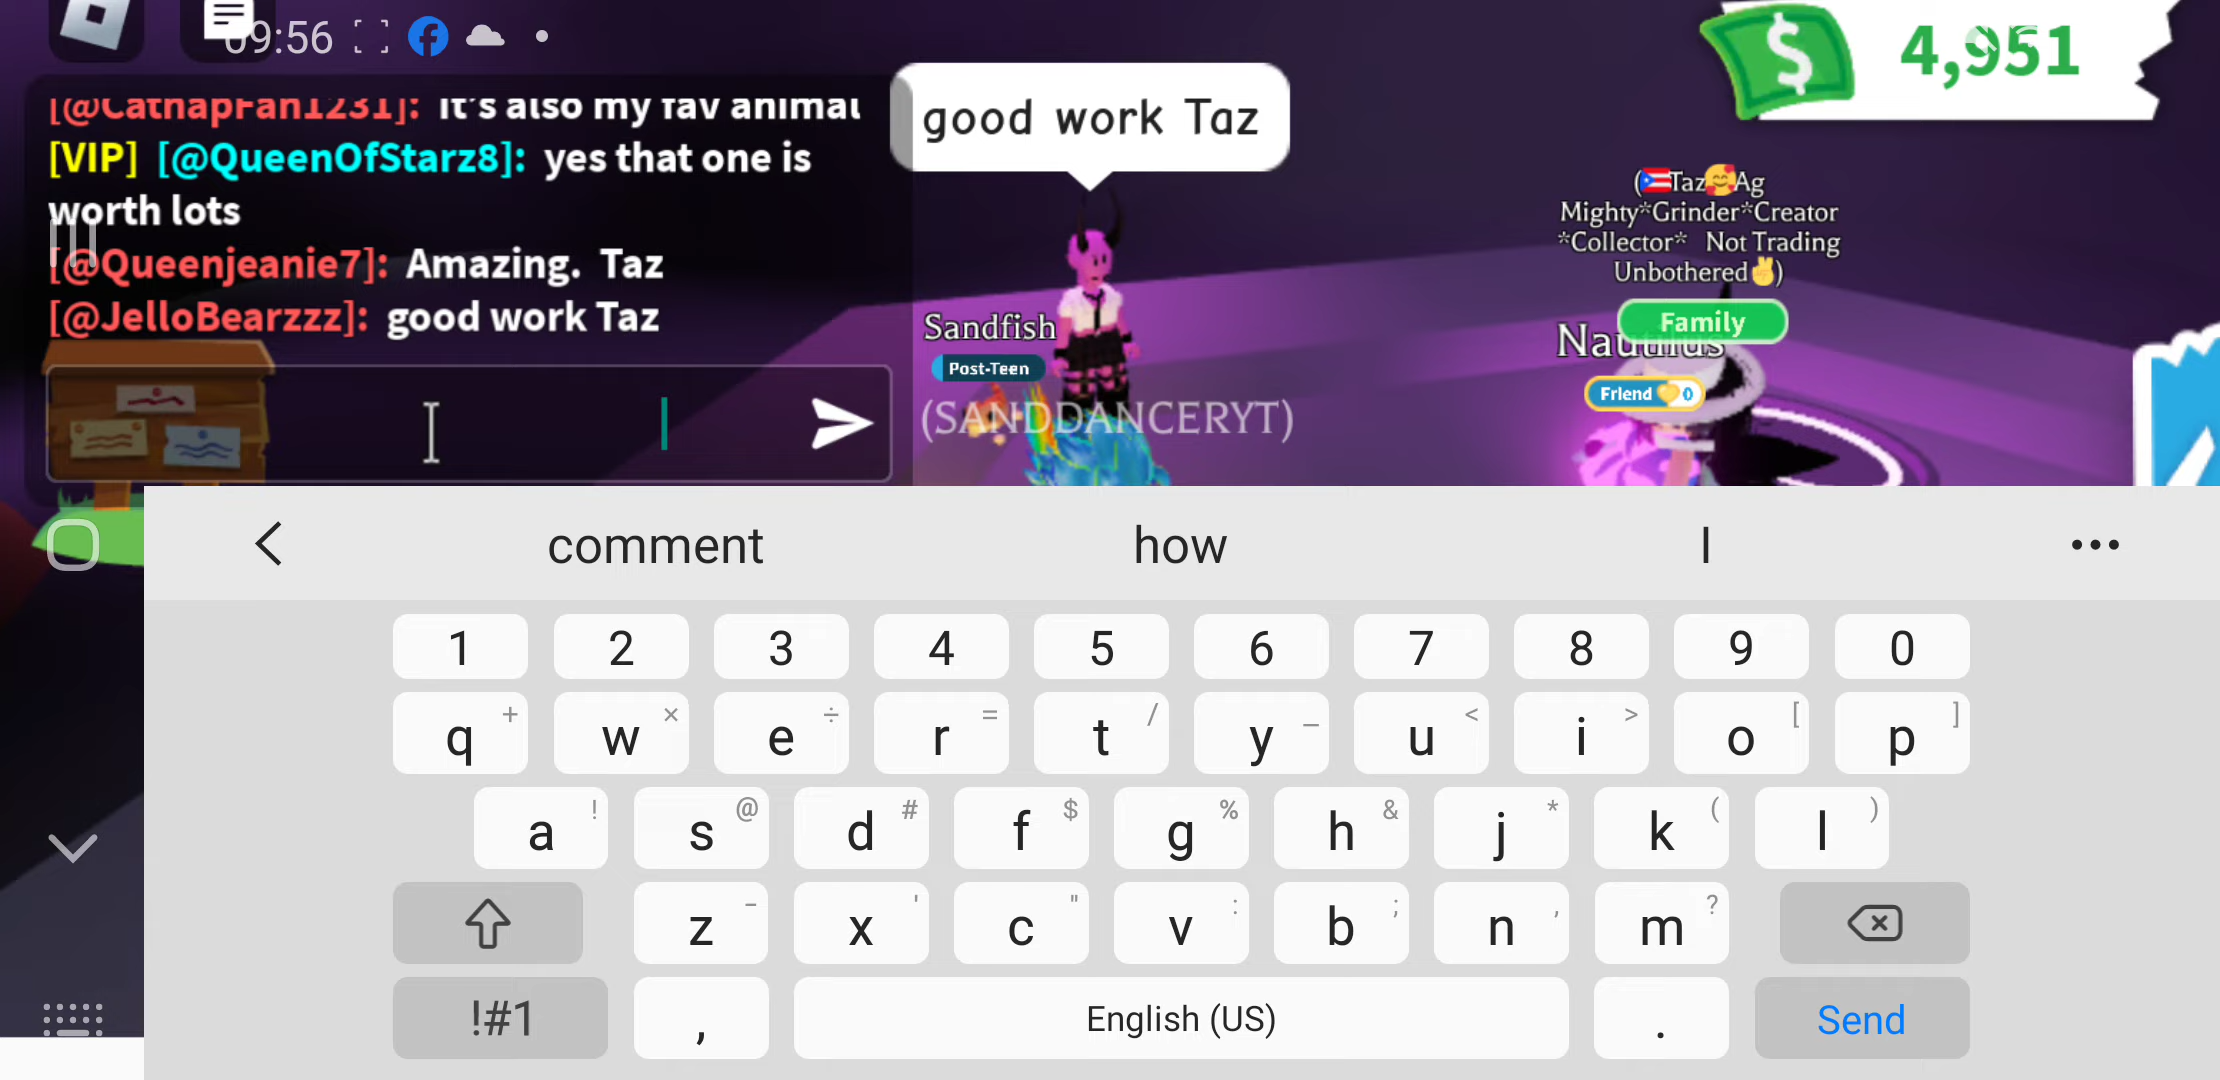 09:56
[@CatnapFan1231]: it's also my fav animal
[VIP] [@QueenOfStarz8]: yes that one is
worth lots
[@Queenjeanie7]: Amazing. Taz
[@JelloBearzzz]: good work Taz
good work Taz
4,951
(🇵🇷Taz🥰Ag
Mighty*Grinder*Creator
*Collector* Not Trading
Unbothered✌️)
Family
Nautilus
Friend 💛 0
Sandfish
Post-Teen
(SANDDANCERYT)
comment how I
1 2 3 4 5 6 7 8 9 0
+ × ÷ = / _ < > [ ]
q w e r t y u i o p
! @ # $ % & * ( )
a s d f g h j k l
- ' " : ; , ?
z x c v b n m
!#1 , English (US) . Send